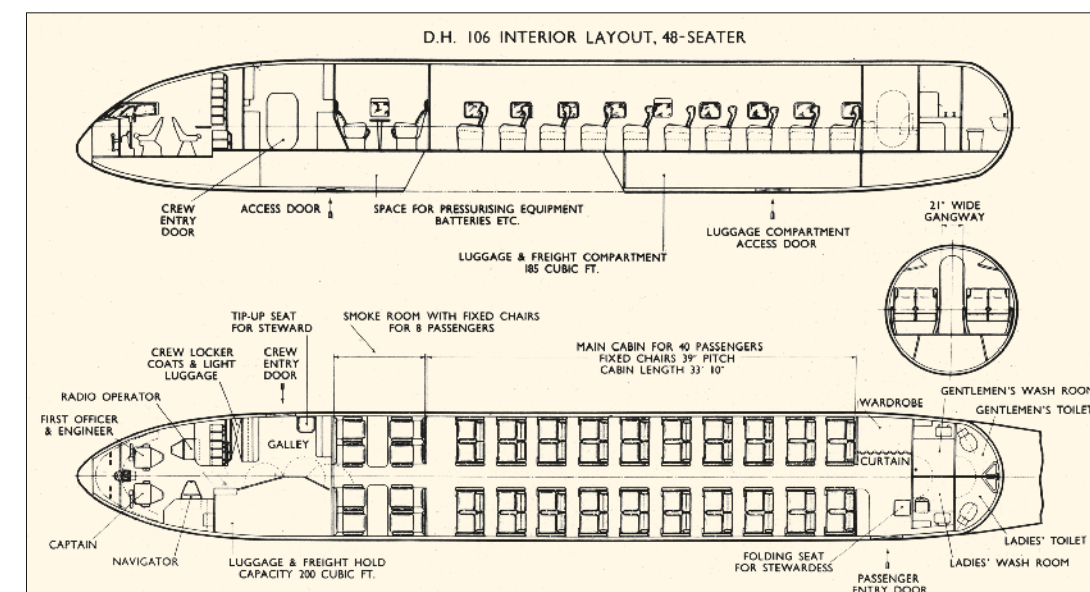 D.H. 106 INTERIOR LAYOUT, 48-SEATER
CREW
ENTRY
DOOR
ACCESS DOOR
SPACE FOR PRESSURISING EQUIPMENT
BATTERIES ETC.
LUGGAGE & FREIGHT COMPARTMENT
185 CUBIC FT.
LUGGAGE COMPARTMENT
ACCESS DOOR
21" WIDE
GANGWAY
TIP-UP SEAT
FOR STEWARD
SMOKE ROOM WITH FIXED CHAIRS
FOR 8 PASSENGERS
MAIN CABIN FOR 40 PASSENGERS
FIXED CHAIRS 39" PITCH
CABIN LENGTH 33' 10"
CREW LOCKER
COATS & LIGHT
LUGGAGE
CREW
ENTRY
DOOR
RADIO OPERATOR
FIRST OFFICER
& ENGINEER
GALLEY
WARDROBE
CURTAIN
GENTLEMEN'S WASH ROOM
GENTLEMEN'S TOILET
CAPTAIN
NAVIGATOR
LUGGAGE & FREIGHT HOLD
CAPACITY 200 CUBIC FT.
FOLDING SEAT
FOR STEWARDESS
PASSENGER
ENTRY DOOR
LADIES' WASH ROOM
LADIES' TOILET